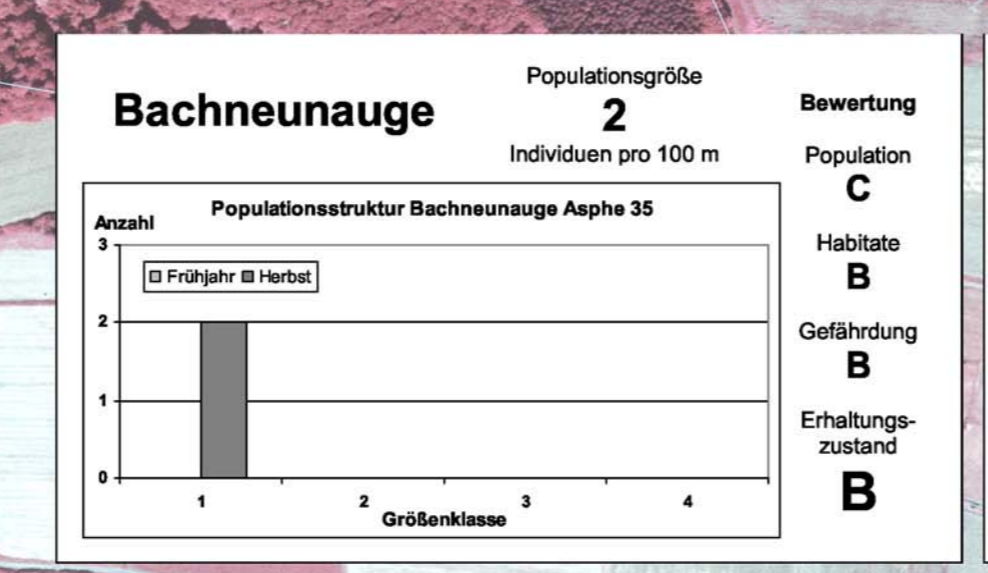 Bachneunauge
Populationsgröße
2
Individuen pro 100 m
Populationsstruktur Bachneunauge Asphe 35
Anzahl
3
Frühjahr Herbst
2
1
0
1 2 3 4
Größenklasse
Bewertung
Population
C
Habitate
B
Gefährdung
B
Erhaltungs-
zustand
B